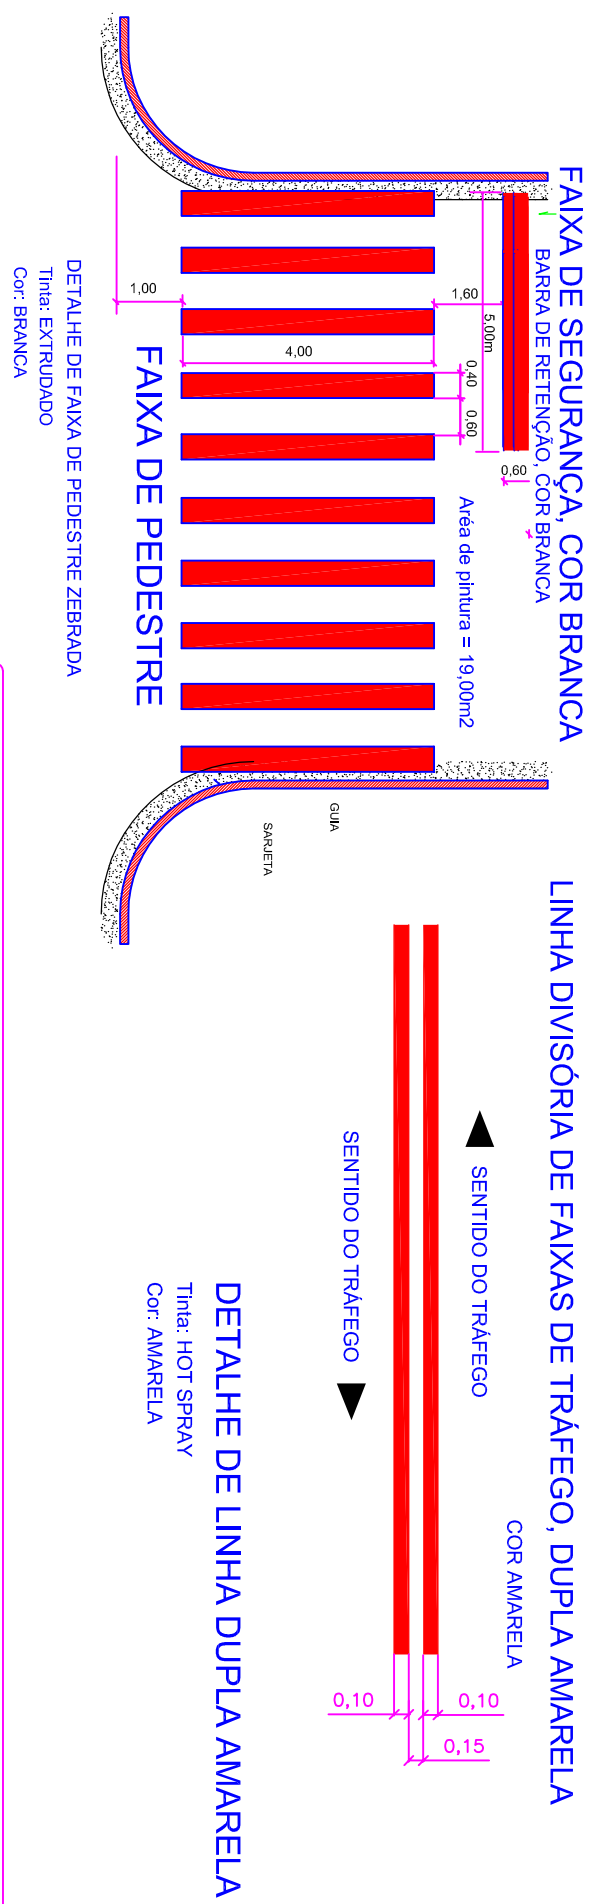 FAIXA DE SEGURANÇA, COR BRANCA
BARRA DE RETENÇÃO, COR BRANCA
1,60
5,00m
0,40
0,60
0,60
1,00
4,00
Aréa de pintura = 19,00m2
FAIXA DE PEDESTRE
DETALHE DE FAIXA DE PEDESTRE ZEBRADA
Tinta: EXTRUDADO
Cor: BRANCA
GUIA
SARJETA
LINHA DIVISÓRIA DE FAIXAS DE TRÁFEGO, DUPLA AMARELA
COR AMARELA
SENTIDO DO TRÁFEGO
SENTIDO DO TRÁFEGO
0,10
0,10
0,15
DETALHE DE LINHA DUPLA AMARELA
Tinta: HOT SPRAY
Cor: AMARELA